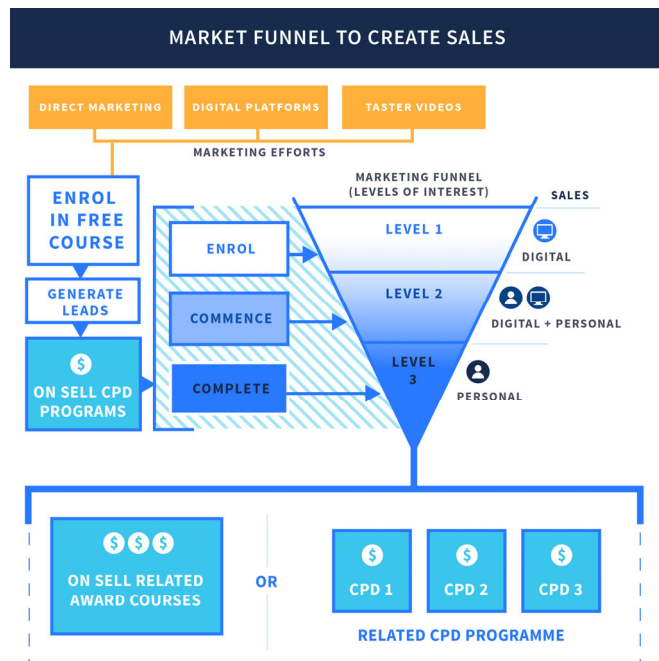 MARKET FUNNEL TO CREATE SALES
DIRECT MARKETING
DIGITAL PLATFORMS
TASTER VIDEOS
MARKETING EFFORTS
ENROL
IN FREE
COURSE
GENERATE
LEADS
$
ON SELL CPD
PROGRAMS
MARKETING FUNNEL
(LEVELS OF INTEREST)
SALES
ENROL
LEVEL 1
DIGITAL
COMMENCE
LEVEL 2
DIGITAL + PERSONAL
COMPLETE
LEVEL
3
PERSONAL
$ $ $
ON SELL RELATED
AWARD COURSES
OR
$
CPD 1
$
CPD 2
$
CPD 3
RELATED CPD PROGRAMME